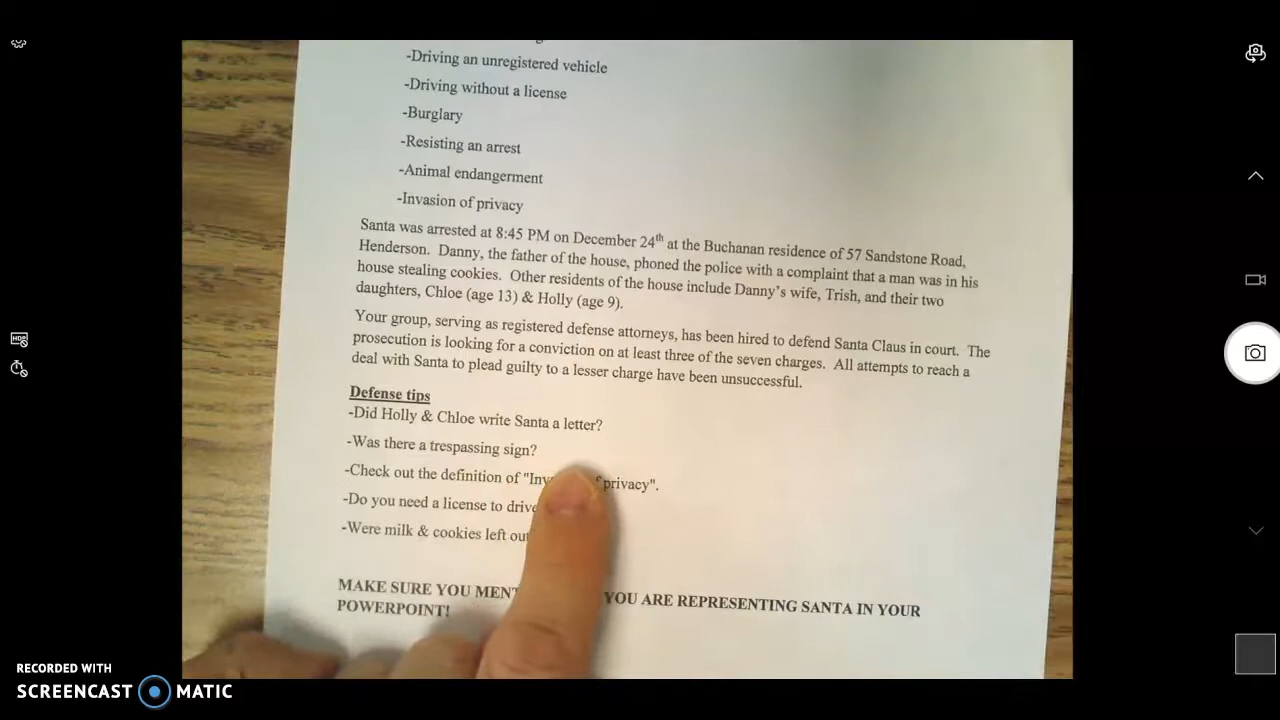 -Driving an unregistered vehicle
-Driving without a license
-Burglary
-Resisting an arrest
-Animal endangerment
-Invasion of privacy
Santa was arrested at 8:45 PM on December 24th at the Buchanan residence of 57 Sandstone Road,
Henderson. Danny, the father of the house, phoned the police with a complaint that a man was in his
house stealing cookies. Other residents of the house include Danny's wife, Trish, and their two
daughters, Chloe (age 13) & Holly (age 9).
Your group, serving as registered defense attorneys, has been hired to defend Santa Claus in court. The
prosecution is looking for a conviction on at least three of the seven charges. All attempts to reach a
deal with Santa to plead guilty to a lesser charge have been unsuccessful.
Defense tips
-Did Holly & Chloe write Santa a letter?
-Was there a trespassing sign?
-Check out the definition of "Inv privacy".
-Do you need a license to drive
-Were milk & cookies left out
MAKE SURE YOU MENT YOU ARE REPRESENTING SANTA IN YOUR
POWERPOINT!
RECORDED WITH
SCREENCAST MATIC